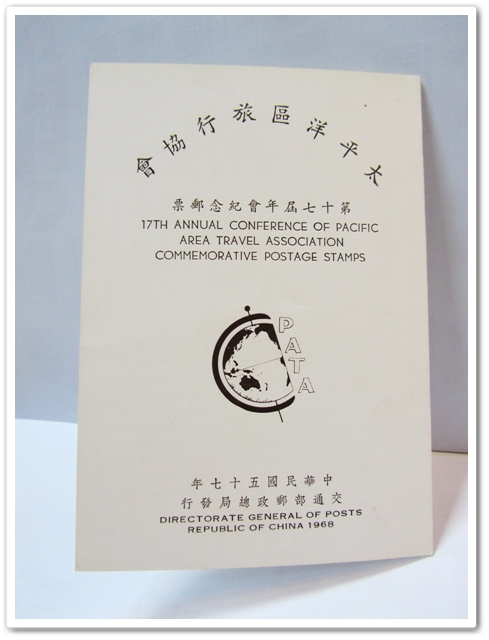 太平洋區旅行協會
第十七屆年會紀念郵票
17TH ANNUAL CONFERENCE OF PACIFIC
AREA TRAVEL ASSOCIATION
COMMEMORATIVE POSTAGE STAMPS
PATA
中華民國五十七年
交通部郵政總局發行
DIRECTORATE GENERAL OF POSTS
REPUBLIC OF CHINA 1968